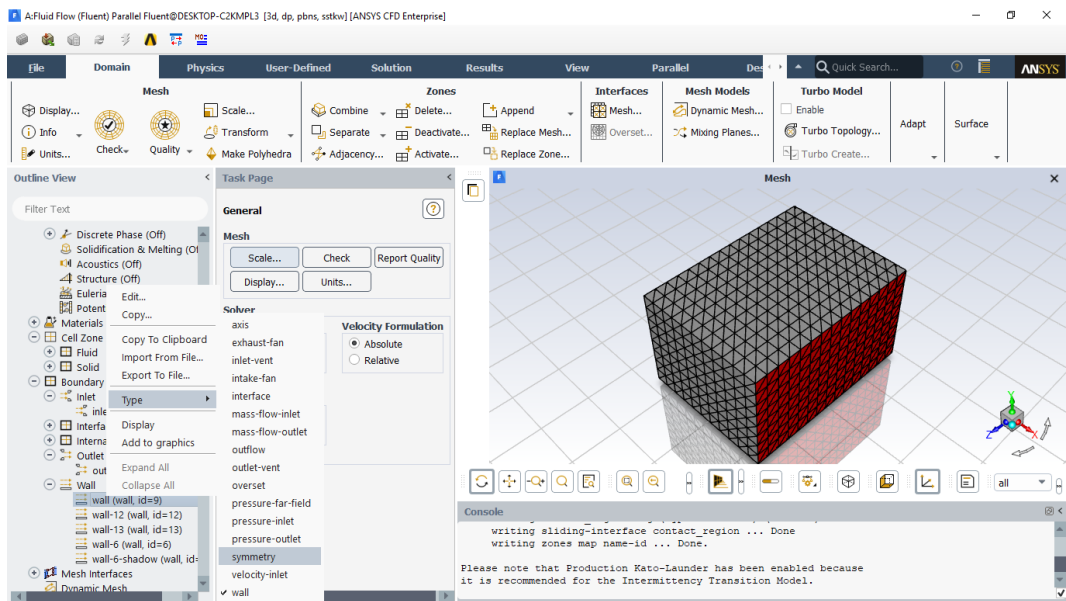 A:Fluid Flow (Fluent) Parallel Fluent@DESKTOP-C2KMPL3 [3d, dp, pbns, sstkw] [ANSYS CFD Enterprise]
File Domain Physics User-Defined Solution Results View Parallel Des Quick Search... ANSYS
Mesh
Display...
Info
Units...
Check
Quality
Scale...
Transform
Make Polyhedra
Zones
Combine Delete... Append
Separate Deactivate... Replace Mesh...
Adjacency... Activate... Replace Zone...
Interfaces
Mesh...
Overset...
Mesh Models
Dynamic Mesh...
Mixing Planes...
Turbo Model
Enable
Turbo Topology...
Turbo Create...
Adapt
Surface
Outline View
Filter Text
Discrete Phase (Off)
Solidification & Melting (Of
Acoustics (Off)
Structure (Off)
Euleria
Potent
Materials
Cell Zone
Fluid
Solid
Boundary
Inlet
inle
Interfa
Interna
Outlet
out
Wall
wall (wall, id=9)
wall-12 (wall, id=12)
wall-13 (wall, id=13)
wall-6 (wall, id=6)
wall-6-shadow (wall, id=
Mesh Interfaces
Dynamic Mesh
Edit...
Copy...
Copy To Clipboard
Import From File...
Export To File...
Type
Display
Add to graphics
Expand All
Collapse All
Task Page
General
Mesh
Scale... Check Report Quality
Display... Units...
Solver
Velocity Formulation
Absolute
Relative
axis
exhaust-fan
inlet-vent
intake-fan
interface
mass-flow-inlet
mass-flow-outlet
outflow
outlet-vent
overset
pressure-far-field
pressure-inlet
pressure-outlet
symmetry
velocity-inlet
wall
Mesh
Y
Z X
all
Console
writing sliding-interface contact_region ... Done
writing zones map name-id ... Done.
Please note that Production Kato-Launder has been enabled because
it is recommended for the Intermittency Transition Model.